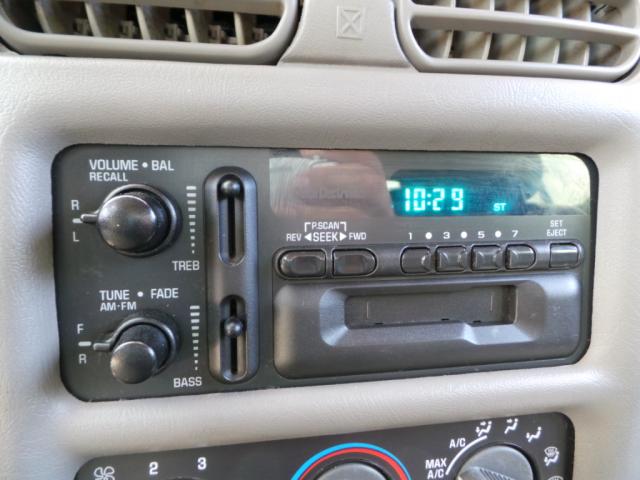 VOLUME • BAL
RECALL
R
L
TREB
TUNE • FADE
AM-FM
F
R
BASS
10:29
ST
P.SCAN
REV ◄SEEK► FWD
1 • 3 • 5 • 7
SET
EJECT
2 3
A/C
MAX
A/C